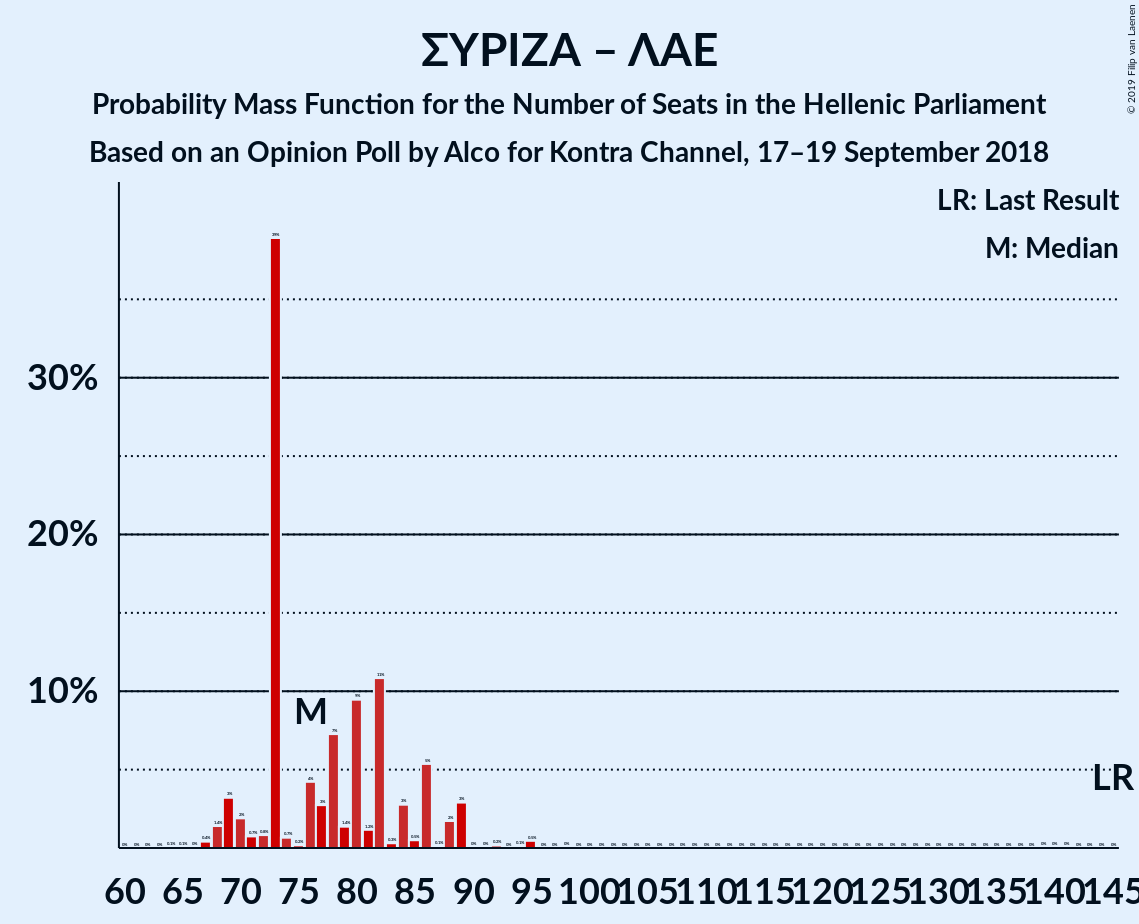 ΣΥΡΙΖΑ – ΛΑΕ
Probability Mass Function for the Number of Seats in the Hellenic Parliament
Based on an Opinion Poll by Alco for Kontra Channel, 17–19 September 2018
© 2019 Filip van Laenen
LR: Last Result
M: Median
30%
20%
10%
39%
M
LR
60 65 70 75 80 85 90 95 100 105 110 115 120 125 130 135 140 145